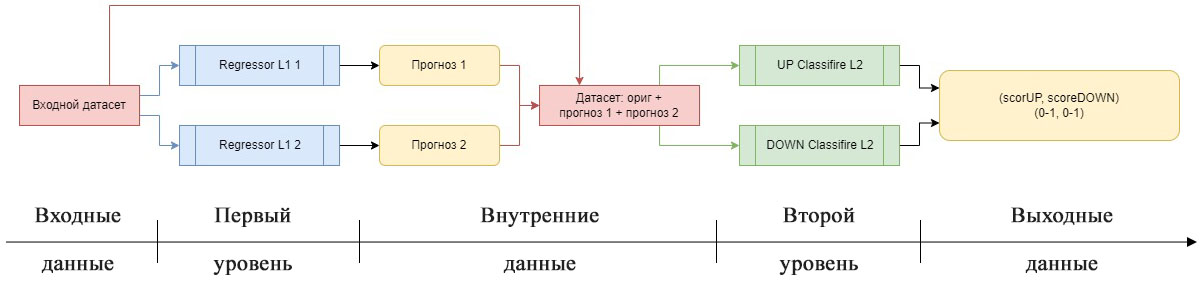 Входной датасет
Regressor L1 1
Regressor L1 2
Прогноз 1
Прогноз 2
Датасет: ориг +
прогноз 1 + прогноз 2
UP Classifire L2
DOWN Classifire L2
(scorUP, scoreDOWN)
(0-1, 0-1)
Входные
данные
Первый
уровень
Внутренние
данные
Второй
уровень
Выходные
данные